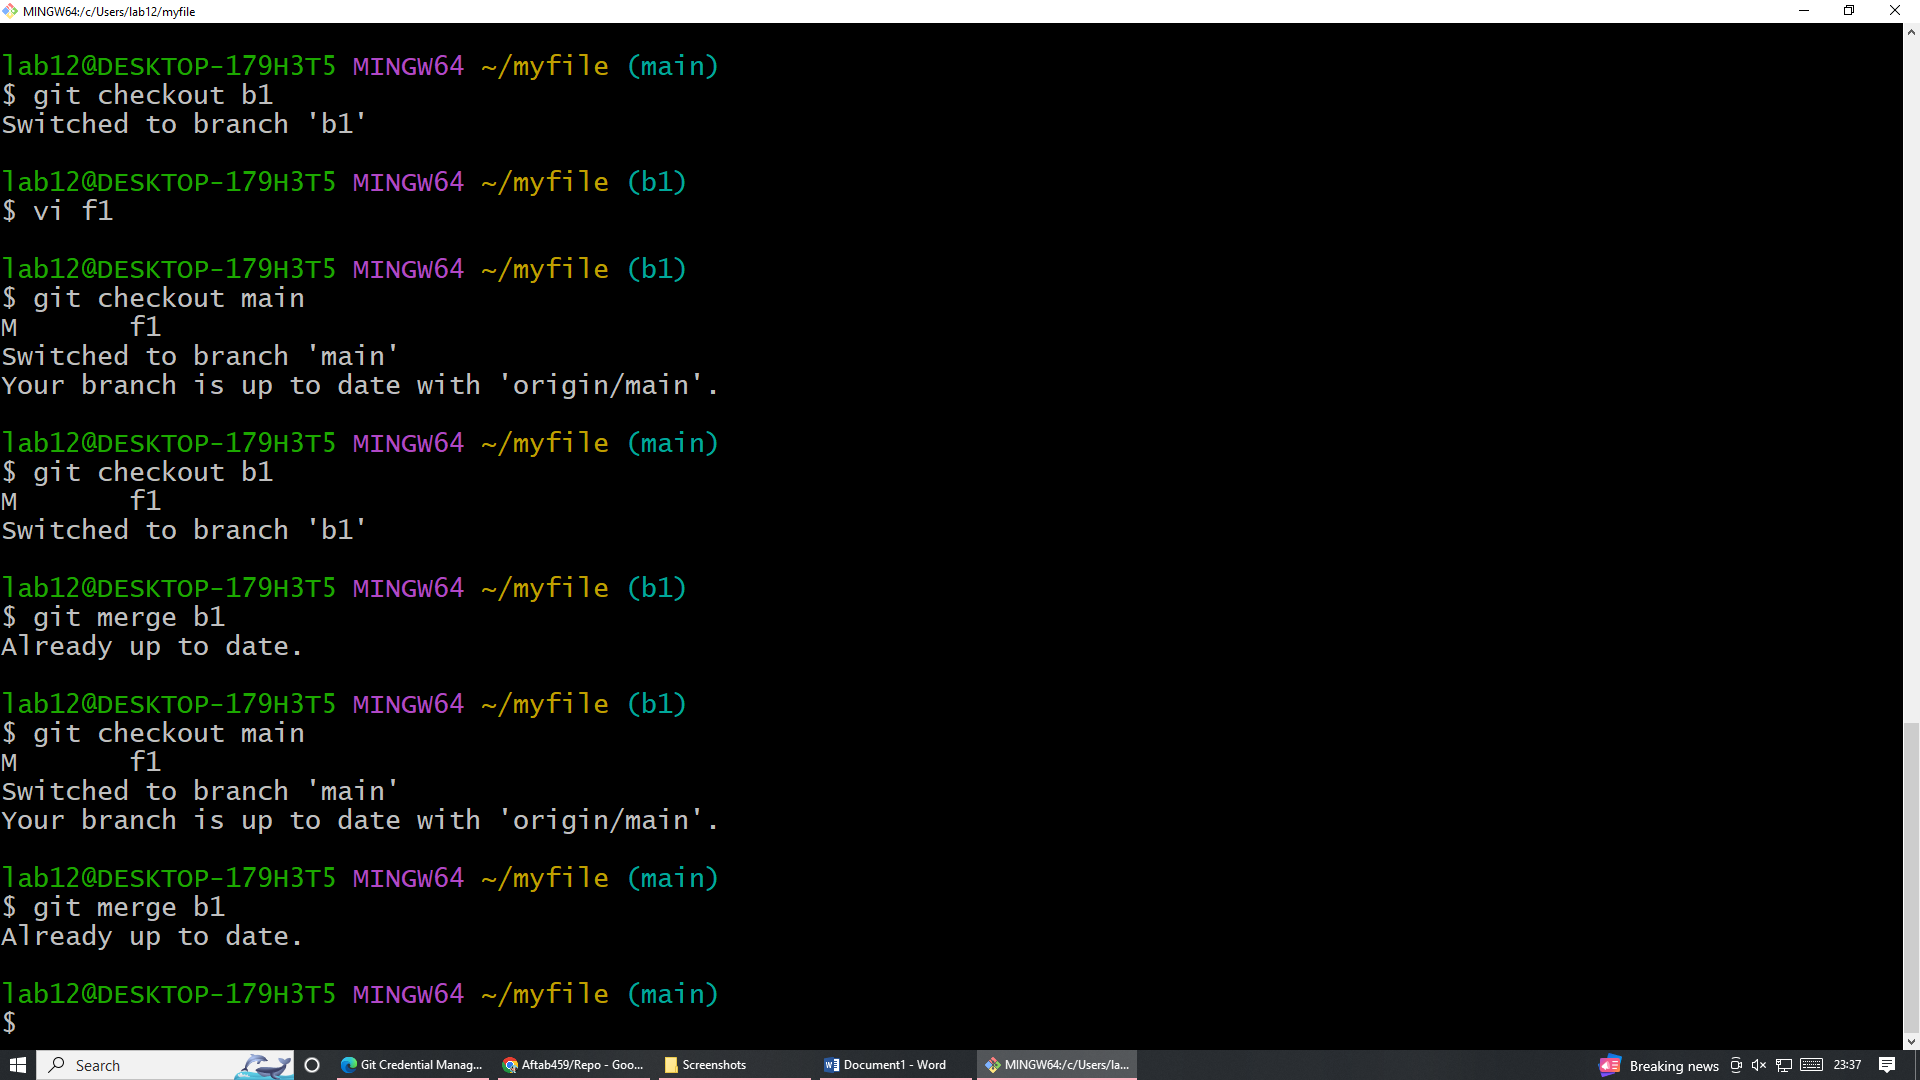 MINGW64:/c/Users/lab12/myfile
lab12@DESKTOP-179H3T5 MINGW64 ~/myfile (main)
$ git checkout b1
Switched to branch 'b1'
lab12@DESKTOP-179H3T5 MINGW64 ~/myfile (b1)
$ vi f1
lab12@DESKTOP-179H3T5 MINGW64 ~/myfile (b1)
$ git checkout main
M       f1
Switched to branch 'main'
Your branch is up to date with 'origin/main'.
lab12@DESKTOP-179H3T5 MINGW64 ~/myfile (main)
$ git checkout b1
M       f1
Switched to branch 'b1'
lab12@DESKTOP-179H3T5 MINGW64 ~/myfile (b1)
$ git merge b1
Already up to date.
lab12@DESKTOP-179H3T5 MINGW64 ~/myfile (b1)
$ git checkout main
M       f1
Switched to branch 'main'
Your branch is up to date with 'origin/main'.
lab12@DESKTOP-179H3T5 MINGW64 ~/myfile (main)
$ git merge b1
Already up to date.
lab12@DESKTOP-179H3T5 MINGW64 ~/myfile (main)
$
Search Git Credential Manag... Aftab459/Repo - Goo... Screenshots Document1 - Word MINGW64:/c/Users/la... Breaking news 23:37